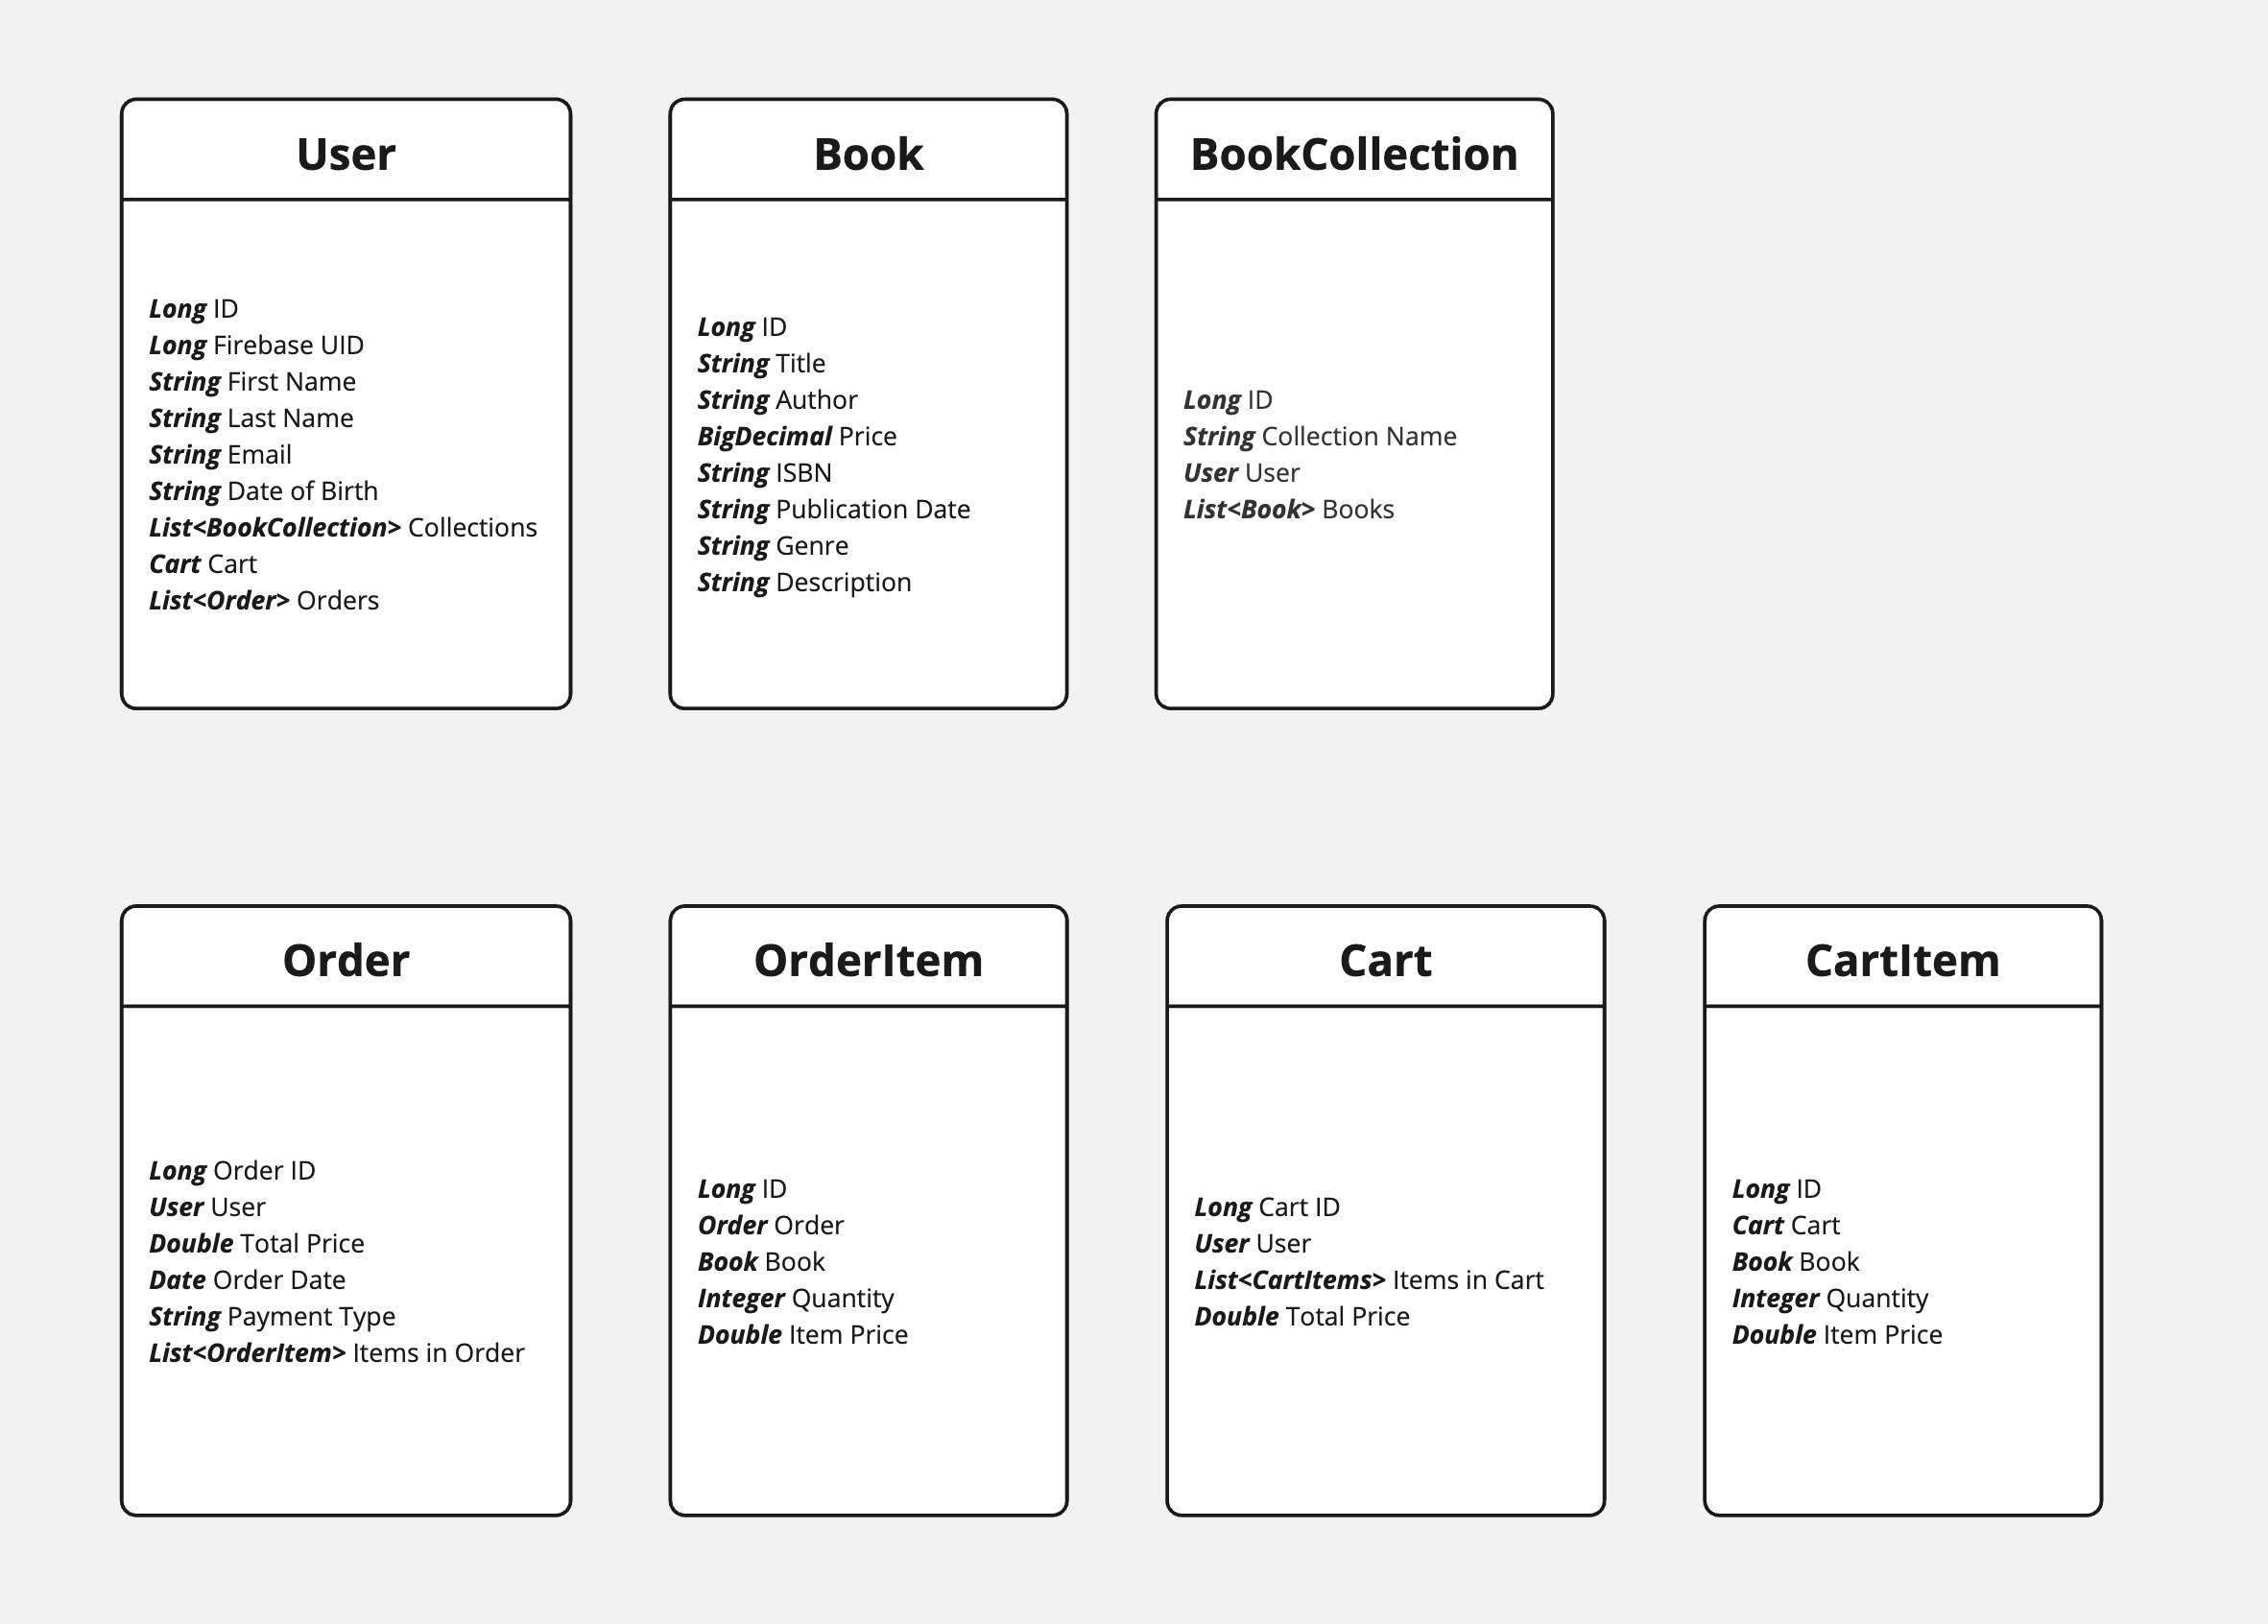 User
Long ID
Long Firebase UID
String First Name
String Last Name
String Email
String Date of Birth
List<BookCollection> Collections
Cart Cart
List<Order> Orders
Book
Long ID
String Title
String Author
BigDecimal Price
String ISBN
String Publication Date
String Genre
String Description
BookCollection
Long ID
String Collection Name
User User
List<Book> Books
Order
Long Order ID
User User
Double Total Price
Date Order Date
String Payment Type
List<OrderItem> Items in Order
OrderItem
Long ID
Order Order
Book Book
Integer Quantity
Double Item Price
Cart
Long Cart ID
User User
List<CartItems> Items in Cart
Double Total Price
CartItem
Long ID
Cart Cart
Book Book
Integer Quantity
Double Item Price